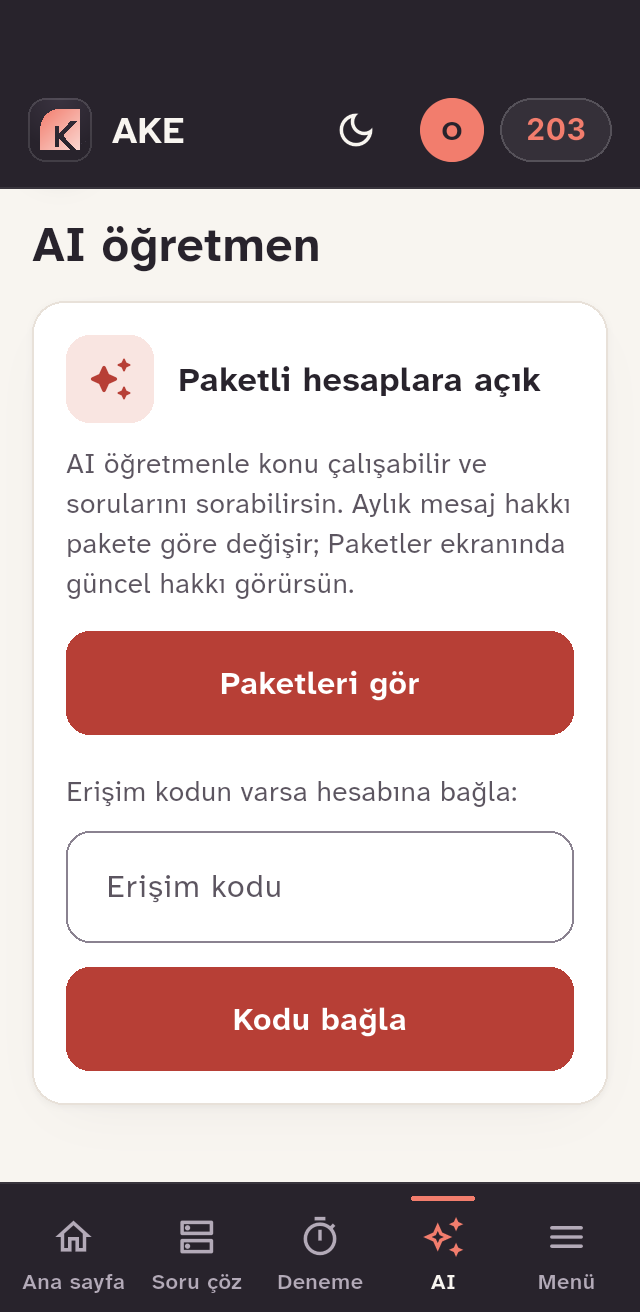 K
AKE
O
203
AI öğretmen
Paketli hesaplara açık
AI öğretmenle konu çalışabilir ve
sorularını sorabilirsin. Aylık mesaj hakkı
pakete göre değişir; Paketler ekranında
güncel hakkı görürsün.
Paketleri gör
Erişim kodun varsa hesabına bağla:
Erişim kodu
Kodu bağla
Ana sayfa
Soru çöz
Deneme
AI
Menü